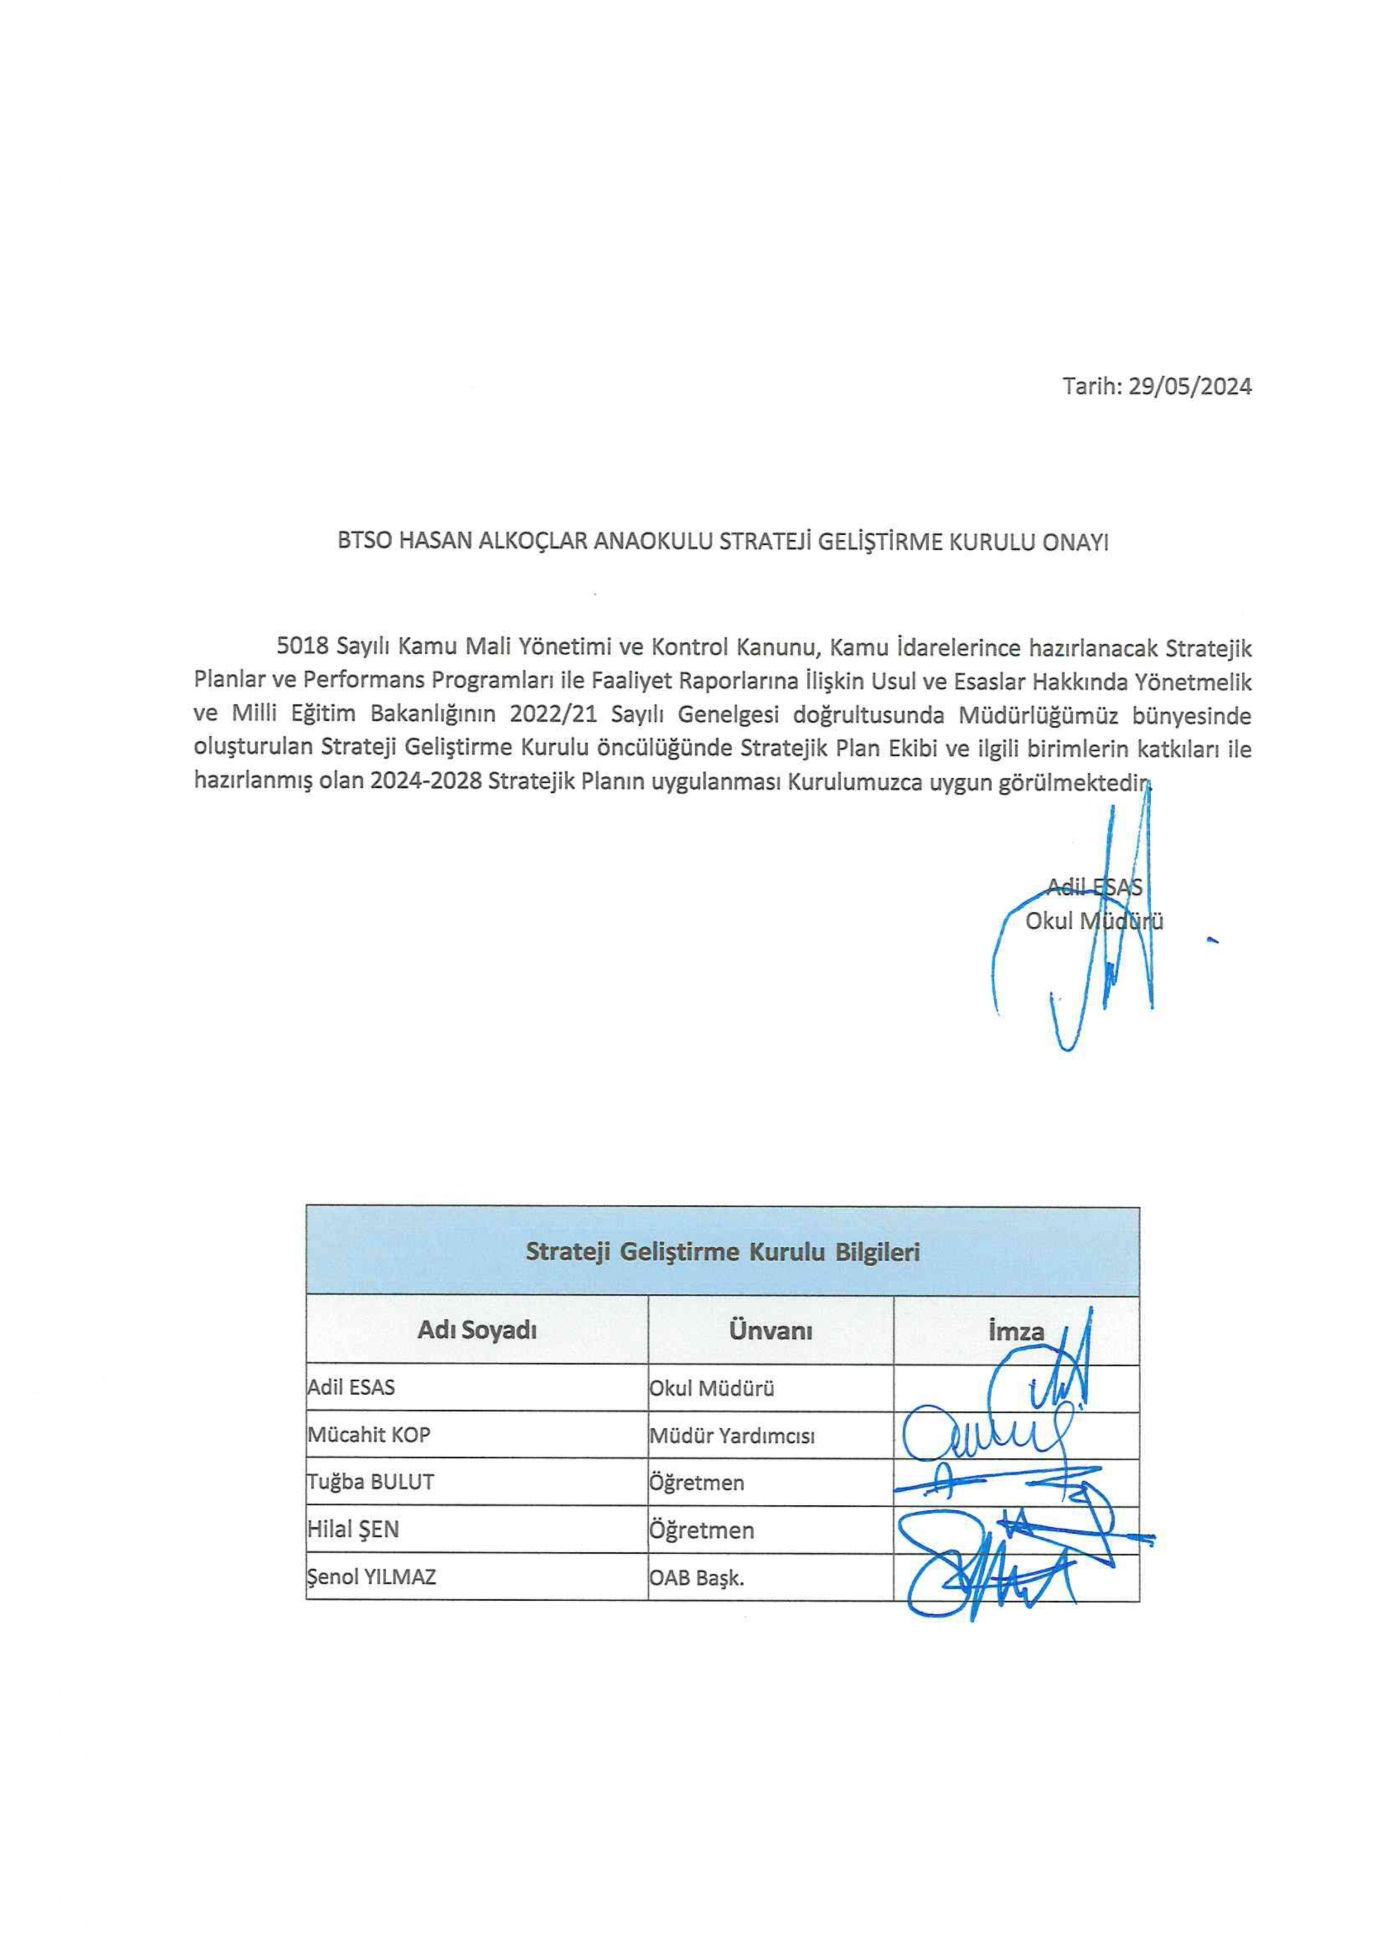 Tarih: 29/05/2024
BTSO HASAN ALKOÇLAR ANAOKULU STRATEJİ GELİŞTİRME KURULU ONAYI
5018 Sayılı Kamu Mali Yönetimi ve Kontrol Kanunu, Kamu İdarelerince hazırlanacak Stratejik
Planlar ve Performans Programları ile Faaliyet Raporlarına İlişkin Usul ve Esaslar Hakkında Yönetmelik
ve Milli Eğitim Bakanlığının 2022/21 Sayılı Genelgesi doğrultusunda Müdürlüğümüz bünyesinde
oluşturulan Strateji Geliştirme Kurulu öncülüğünde Stratejik Plan Ekibi ve ilgili birimlerin katkıları ile
hazırlanmış olan 2024-2028 Stratejik Planın uygulanması Kurulumuzca uygun görülmektedir.
Adil ESAS
Okul Müdürü
Strateji Geliştirme Kurulu Bilgileri
Adı Soyadı Ünvanı İmza
Adil ESAS Okul Müdürü
Mücahit KOP Müdür Yardımcısı
Tuğba BULUT Öğretmen
Hilal ŞEN Öğretmen
Şenol YILMAZ OAB Başk.